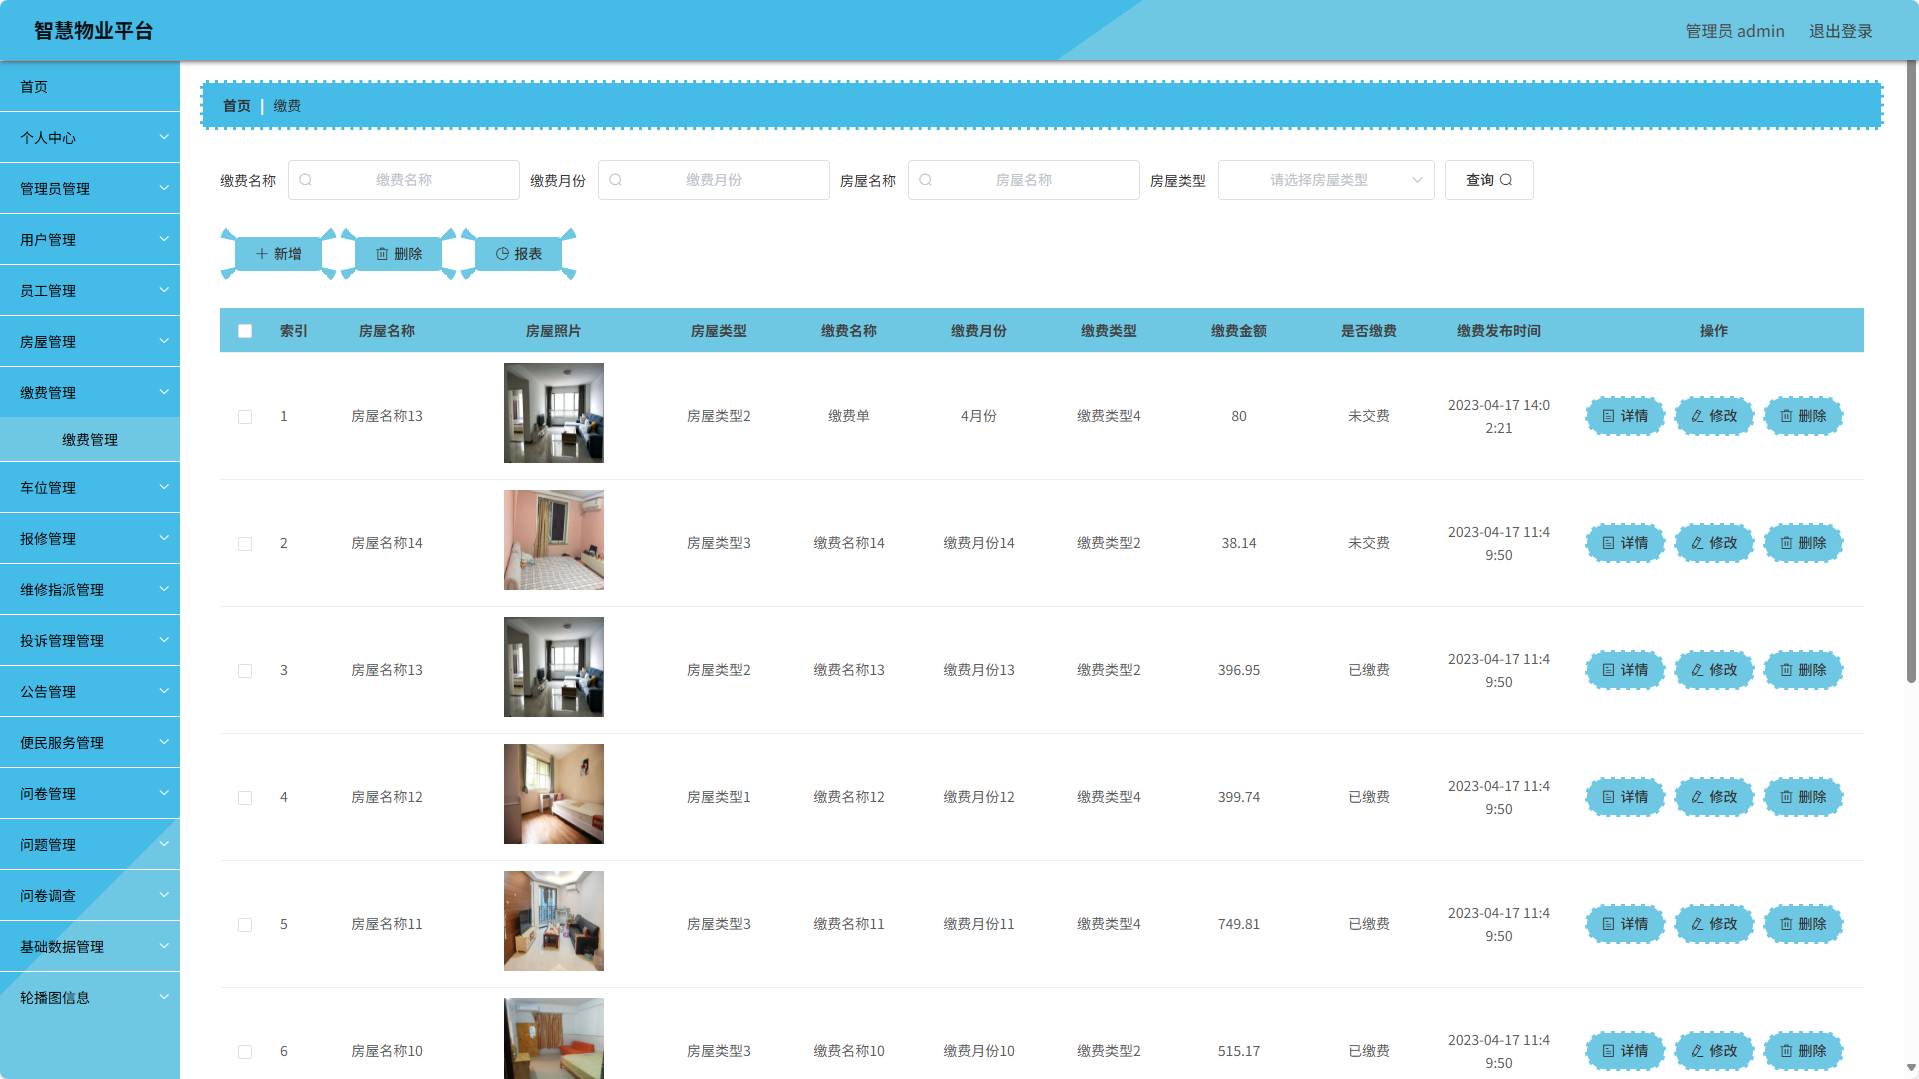 智慧物业平台
管理员 admin 退出登录
首页
个人中心
管理员管理
用户管理
员工管理
房屋管理
缴费管理
缴费管理
车位管理
报修管理
维修指派管理
投诉管理管理
公告管理
便民服务管理
问卷管理
问题管理
问卷调查
基础数据管理
轮播图信息
首页 | 缴费
缴费名称 缴费名称 缴费月份 缴费月份 房屋名称 房屋名称 房屋类型 请选择房屋类型 查询
新增 删除 报表
索引 房屋名称 房屋照片 房屋类型 缴费名称 缴费月份 缴费类型 缴费金额 是否缴费 缴费发布时间 操作
1 房屋名称13 房屋类型2 缴费单 4月份 缴费类型4 80 未交费 2023-04-17 14:0
2:21
详情 修改 删除
2 房屋名称14 房屋类型3 缴费名称14 缴费月份14 缴费类型2 38.14 未交费 2023-04-17 11:4
9:50
详情 修改 删除
3 房屋名称13 房屋类型2 缴费名称13 缴费月份13 缴费类型2 396.95 已缴费 2023-04-17 11:4
9:50
详情 修改 删除
4 房屋名称12 房屋类型1 缴费名称12 缴费月份12 缴费类型4 399.74 已缴费 2023-04-17 11:4
9:50
详情 修改 删除
5 房屋名称11 房屋类型3 缴费名称11 缴费月份11 缴费类型4 749.81 已缴费 2023-04-17 11:4
9:50
详情 修改 删除
6 房屋名称10 房屋类型3 缴费名称10 缴费月份10 缴费类型2 515.17 已缴费 2023-04-17 11:4
9:50
详情 修改 删除